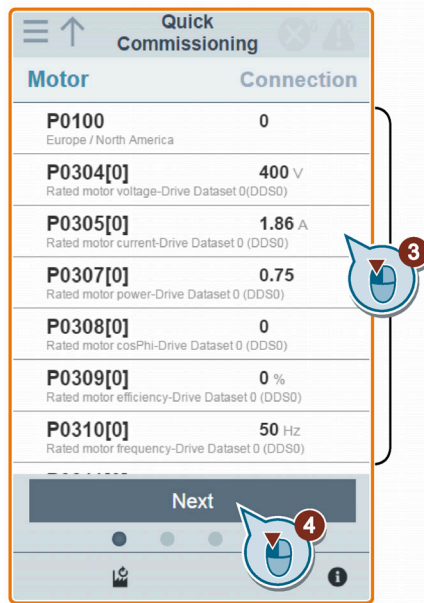 Quick
Commissioning
Motor
Connection
P0100 0
Europe / North America
P0304[0] 400 V
Rated motor voltage-Drive Dataset 0(DDS0)
P0305[0] 1.86 A
Rated motor current-Drive Dataset 0 (DDS0)
3
P0307[0] 0.75
Rated motor power-Drive Dataset 0 (DDS0)
P0308[0] 0
Rated motor cosPhi-Drive Dataset 0 (DDS0)
P0309[0] 0 %
Rated motor efficiency-Drive Dataset 0 (DDS0)
P0310[0] 50 Hz
Rated motor frequency-Drive Dataset 0 (DDS0)
Next
4